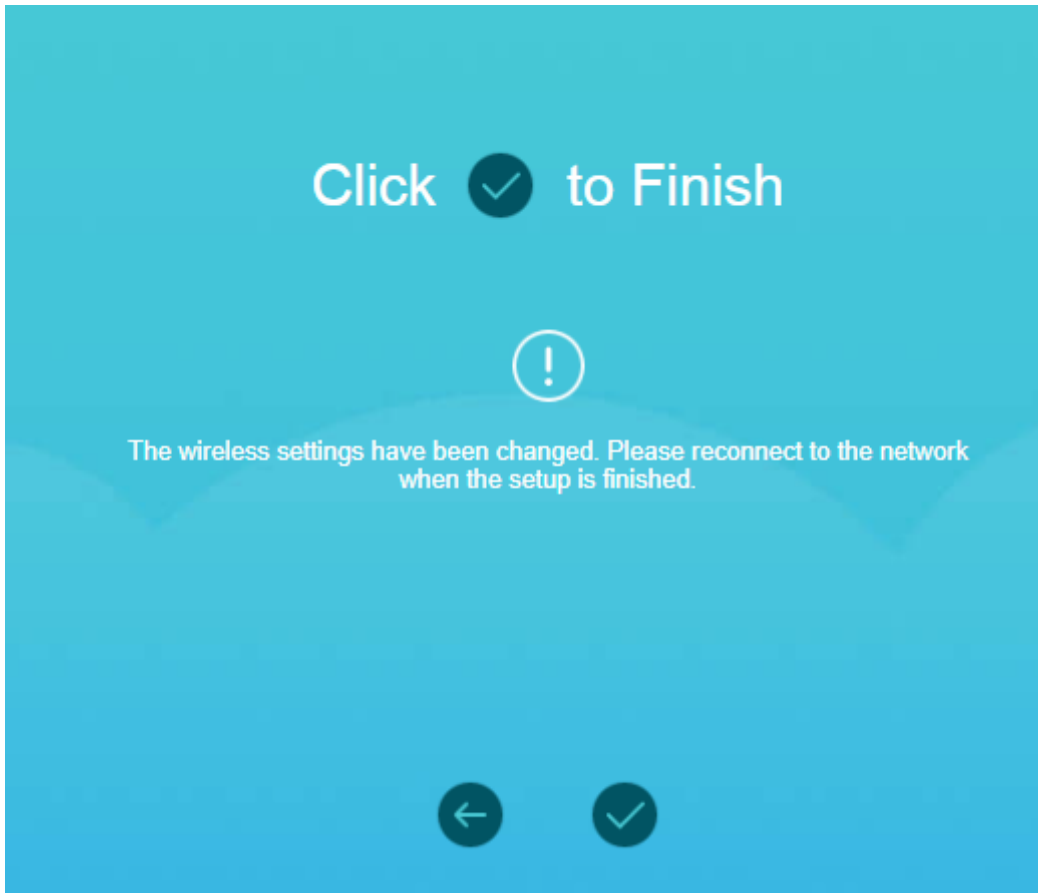 Click to Finish
The wireless settings have been changed. Please reconnect to the network
when the setup is finished.